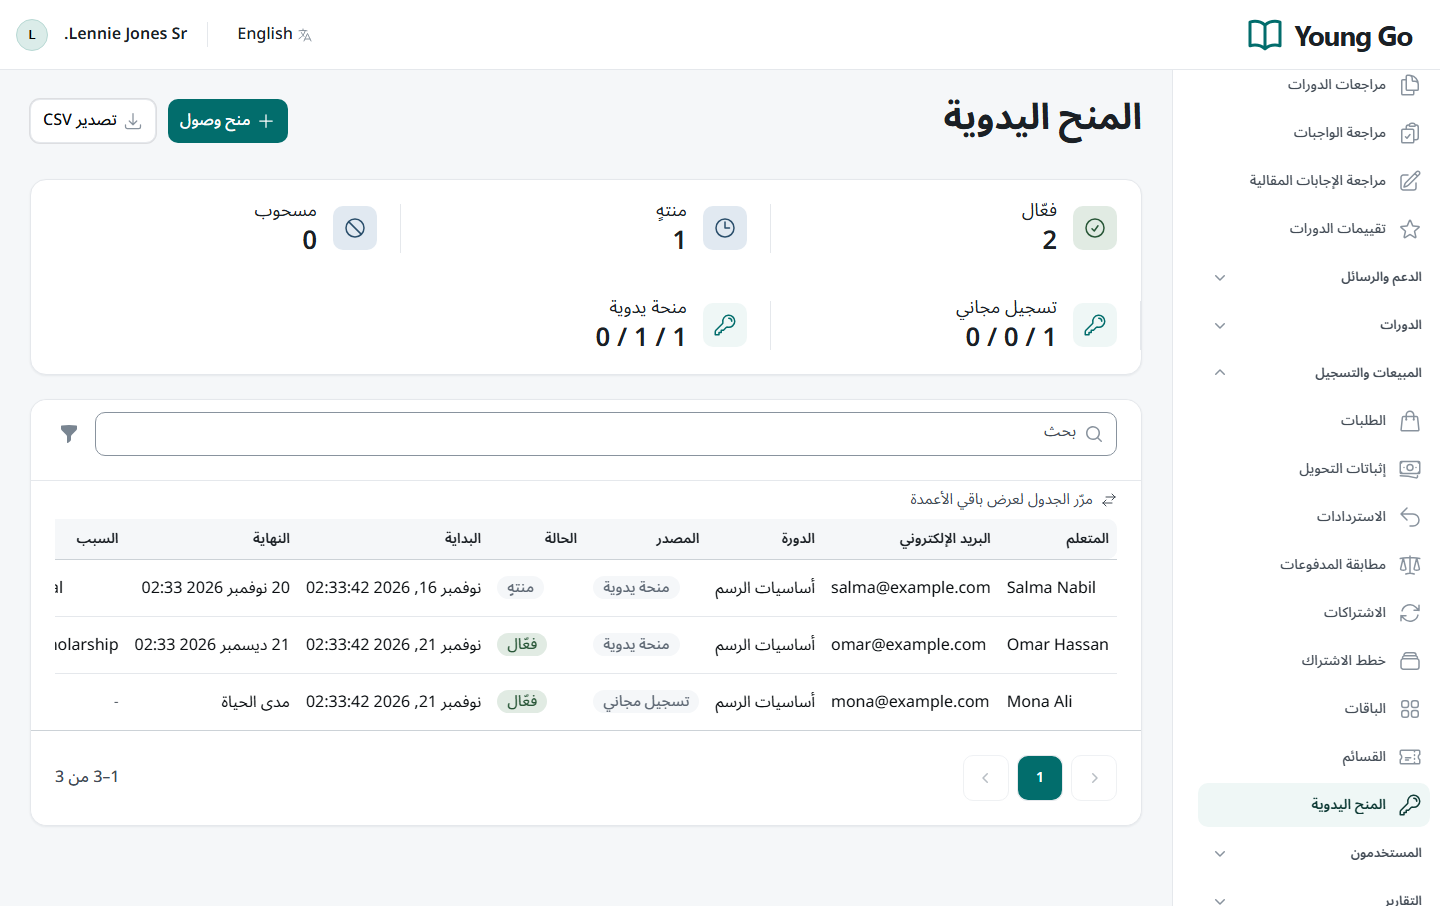 Young Go
English
Lennie Jones Sr.
L
مراجعات الدورات
مراجعة الواجبات
مراجعة الإجابات المقالية
تقييمات الدورات
الدعم والرسائل
الدورات
المبيعات والتسجيل
الطلبات
إثباتات التحويل
الاستردادات
مطابقة المدفوعات
الاشتراكات
خطط الاشتراك
الباقات
القسائم
المنح اليدوية
المستخدمون
التقارير
المنح اليدوية
منح وصول
تصدير CSV
فعّال
2
منتهٍ
1
مسحوب
0
تسجيل مجاني
1 / 0 / 0
منحة يدوية
1 / 1 / 0
بحث
مرّر الجدول لعرض باقي الأعمدة
المتعلم البريد الإلكتروني الدورة المصدر الحالة البداية النهاية السبب
Salma Nabil salma@example.com أساسيات الرسم منحة يدوية منتهٍ نوفمبر 16, 2026 02:33:42 20 نوفمبر 2026 02:33
Omar Hassan omar@example.com أساسيات الرسم منحة يدوية فعّال نوفمبر 21, 2026 02:33:42 21 ديسمبر 2026 02:33
Mona Ali mona@example.com أساسيات الرسم تسجيل مجاني فعّال نوفمبر 21, 2026 02:33:42 مدى الحياة -
1
1–3 من 3